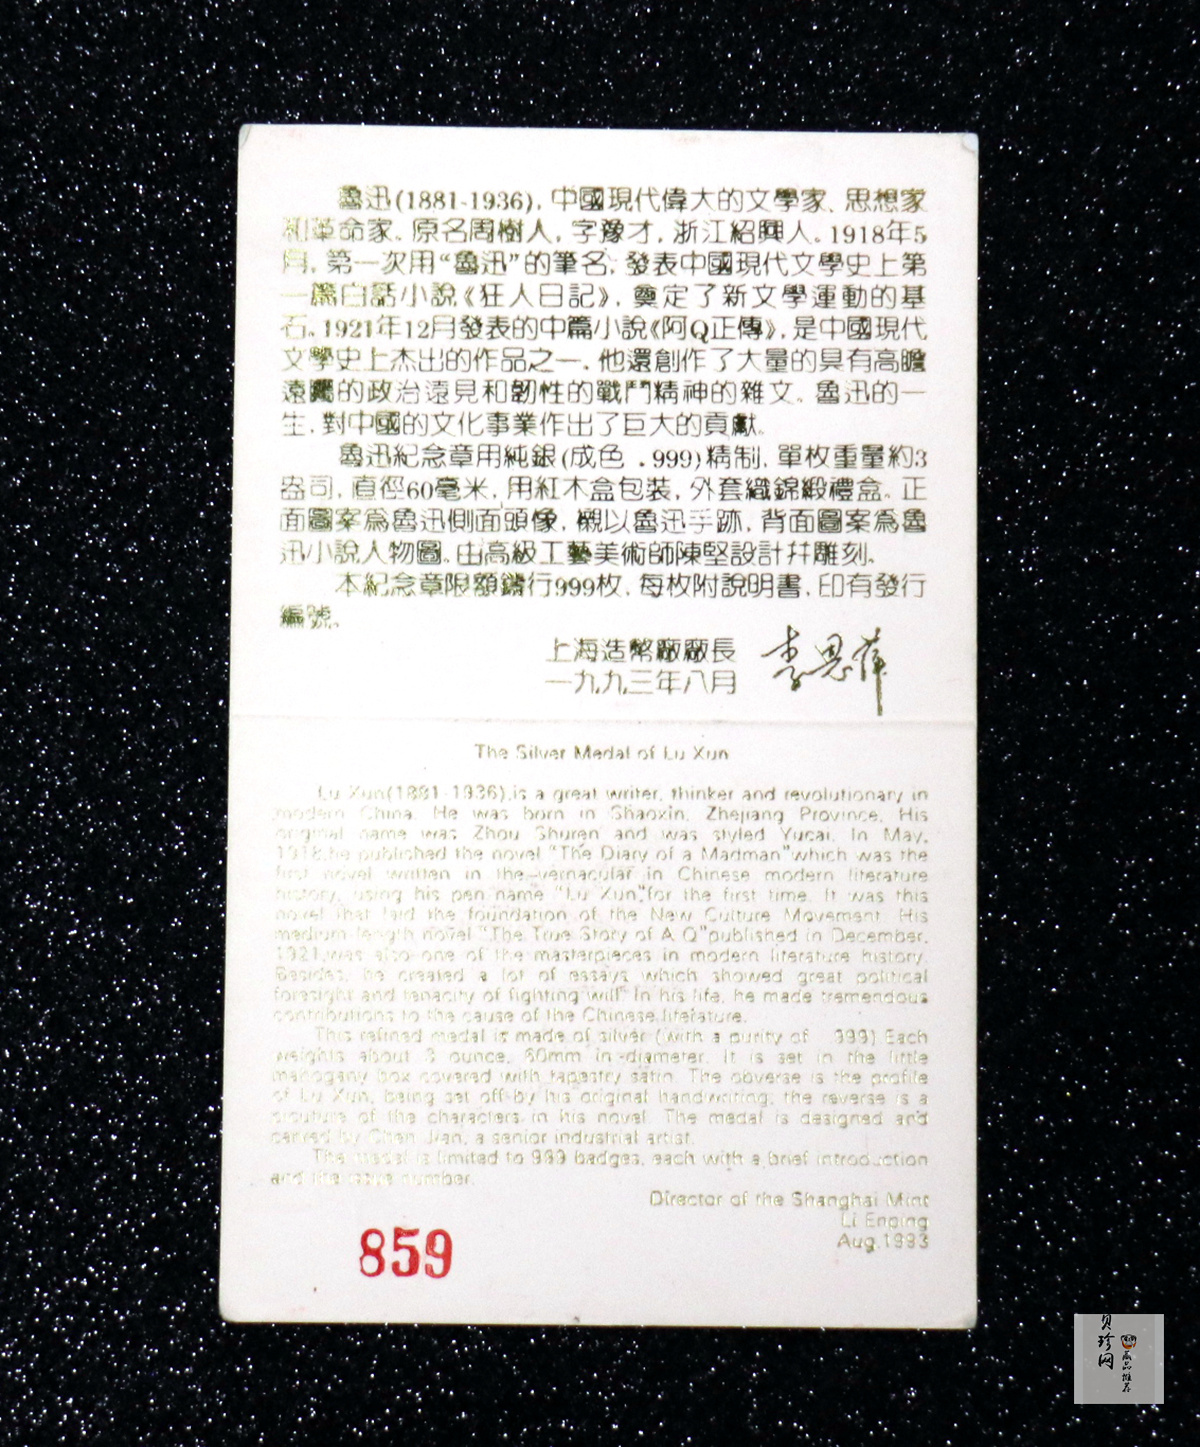 魯迅(1881-1936)，中國現代偉大的文學家、思想家
和革命家。原名周樹人，字豫才，浙江紹興人。1918年5
月，第一次用“魯迅”的筆名，發表中國現代文學史上第
一篇白話小說《狂人日記》，奠定了新文學運動的基
石。1921年12月發表的中篇小說《阿Q正傳》，是中國現代
文學史上杰出的作品之一，他還創作了大量的具有高瞻
遠矚的政治遠見和韌性的戰鬥精神的雜文。魯迅的一
生，對中國的文化事業作出了巨大的貢獻。
魯迅紀念章用純銀(成色 .999)精制，單枚重量約3
盎司，直徑60毫米，用紅木盒包裝，外套織錦緞禮盒。正
面圖案爲魯迅側面頭像，襯以魯迅手跡，背面圖案爲魯
迅小說人物圖。由高級工藝美術師陳堅設計幷雕刻。
本紀念章限額鑄行999枚，每枚附說明書，印有發行
編號。
上海造幣廠廠長 李恩萍
一九九三年八月
The Silver Medal of Lu Xun
Lu Xun(1881-1936),is a great writer, thinker and revolutionary in
modern China. He was born in Shaoxin, Zhejiang Province. His
original name was Zhou Shuren and was styled Yucai. In May,
1918,he published the novel "The Diary of a Madman"which was the
first novel written in the vernacular in Chinese modern literature
history, using his pen name "Lu Xun"for the first time. It was this
novel that laid the foundation of the New Culture Movement. His
medium-length novel "The True Story of A Q"published in December,
1921,was also one of the masterpieces in modern literature history.
Besides, he created a lot of essays which showed great political
foresight and tenacity of fighting will. In his life, he made tremendous
contributions to the cause of the Chinese literature.
This refined medal is made of silver (with a purity of .999) Each
weights about 3 ounce, 60mm in diameter. It is set in the little
mahogany box covered with tapestry satin. The obverse is the profile
of Lu Xun, being set off by his original handwriting; the reverse is a
picuture of the characters in his novel. The medal is designed and
carved by Chen Jian, a senior industrial artist.
The medal is limited to 999 badges, each with a brief introduction
and the issue number.
Director of the Shanghai Mint
Li Enping
Aug.1993
859
貝珍网
商品推荐